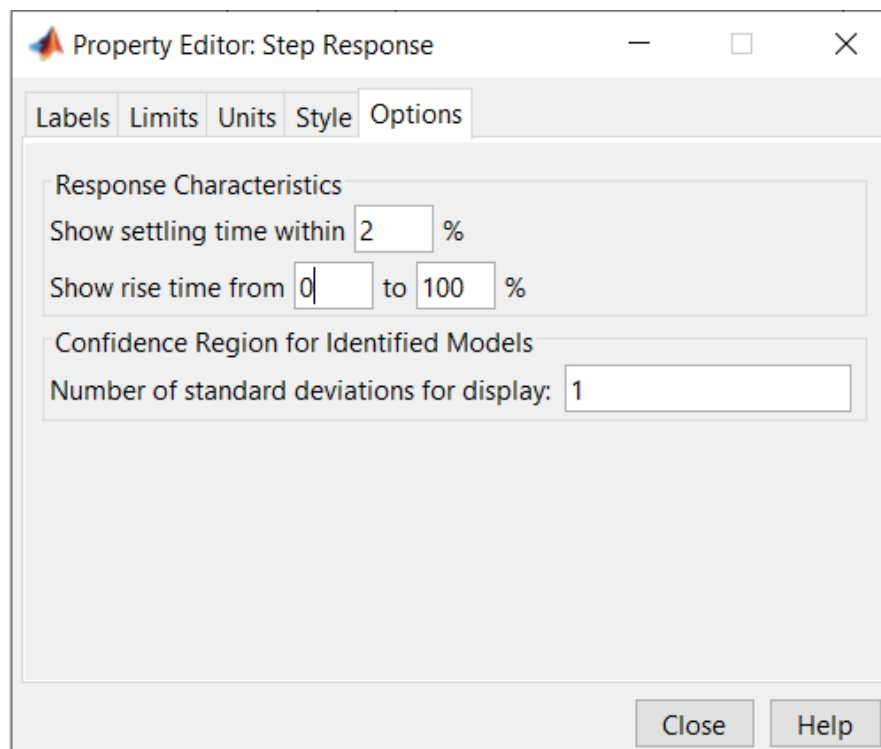 Property Editor: Step Response
Labels Limits Units Style Options
Response Characteristics
Show settling time within 2 %
Show rise time from 0 to 100 %
Confidence Region for Identified Models
Number of standard deviations for display: 1
Close Help